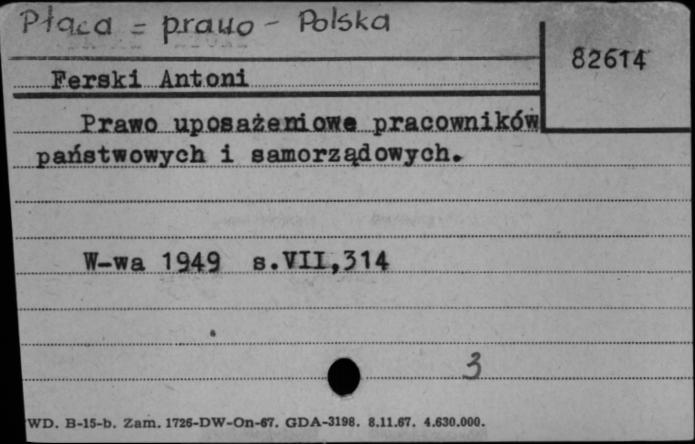 Płaca = prawo - Polska
82614
Ferski Antoni
Prawo uposażeniowe pracowników
państwowych i samorządowych.
W-wa 1949 s.VII,314
3
WD. B-15-b. Zam. 1726-DW-On-67. GDA-3198. 8.11.67. 4.630.000.